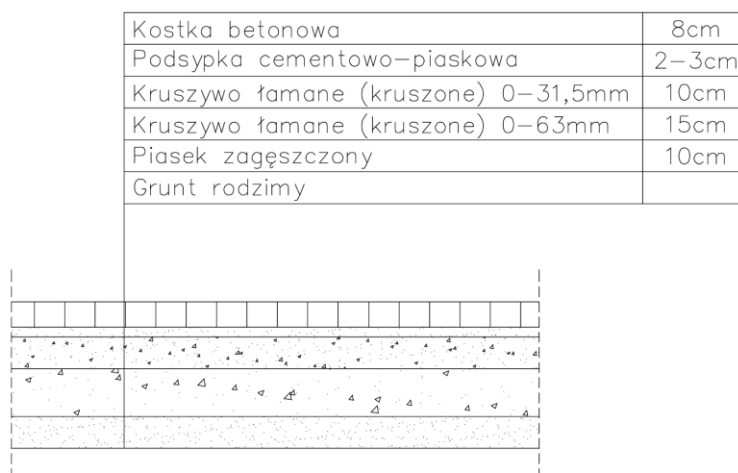 Kostka betonowa 8cm
Podsypka cementowo-piaskowa 2-3cm
Kruszywo łamane (kruszone) 0-31,5mm 10cm
Kruszywo łamane (kruszone) 0-63mm 15cm
Piasek zagęszczony 10cm
Grunt rodzimy